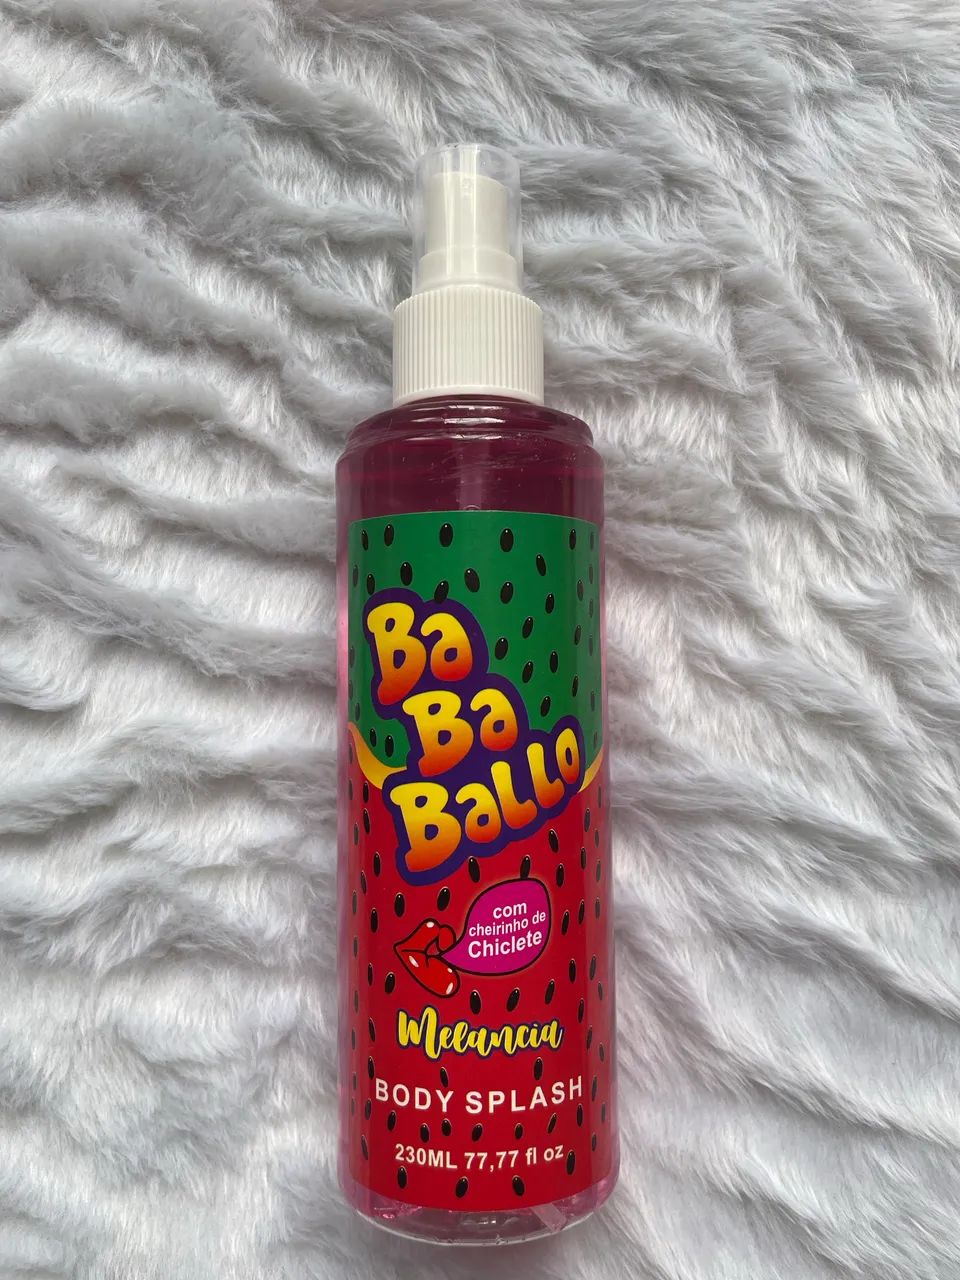 Ba
Ba
BaLLo
com
cheirinho de
Chiclete
Melancia
BODY SPLASH
230ML 77,77 fl oz